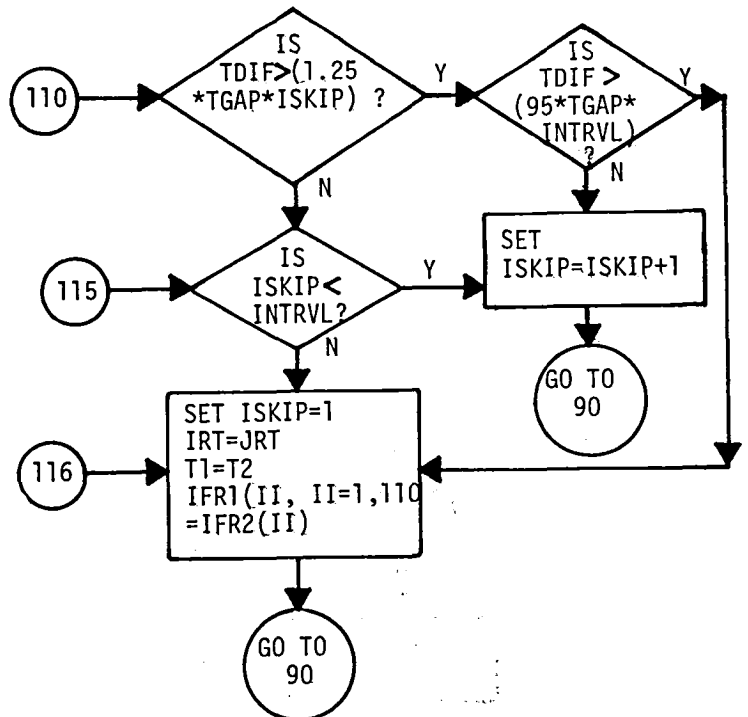 110
IS
TDIF>(1.25
*TGAP*ISKIP) ?
Y
IS
TDIF >
(95*TGAP*
INTRVL)
?
Y
N
N
115
IS
ISKIP<
INTRVL?
Y
SET
ISKIP=ISKIP+1
N
GO TO
90
116
SET ISKIP=1
IRT=JRT
T1=T2
IFR1(II, II=1,110
=IFR2(II)
GO TO
90